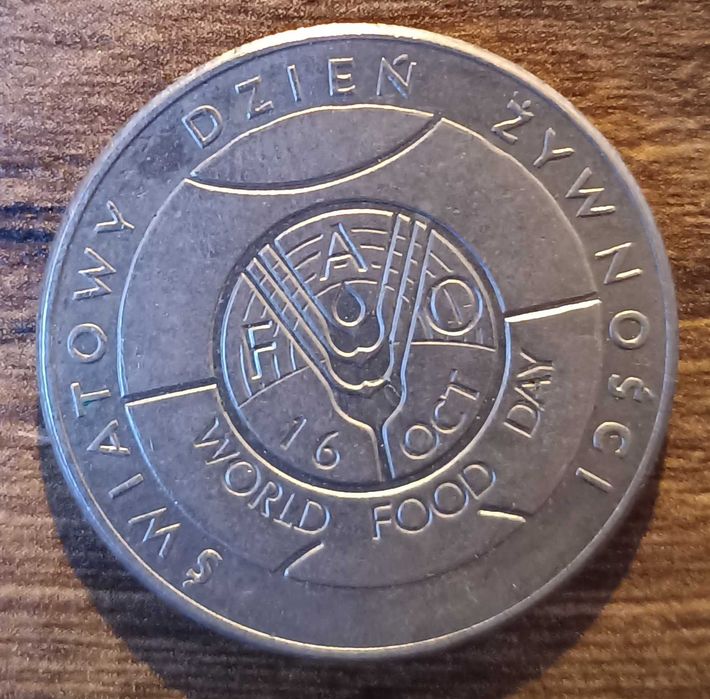 ŚWIATOWY DZIEŃ ŻYWNOŚCI
FAO
16 OCT
WORLD FOOD DAY